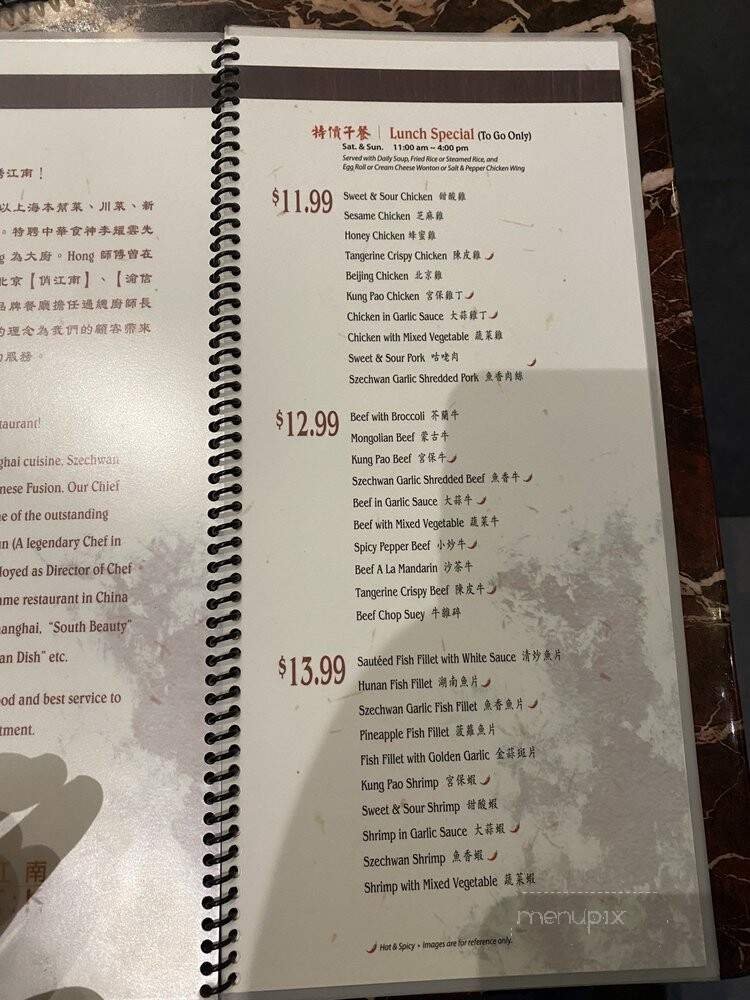 江南！
以上海本幫菜、川菜、新
。特聘中華食神李耀雲先
g 為大廚。Hong 師傅曾在
北京【俏江南】、【渝信
品牌餐廳擔任過總廚師長
的理念為我們的顧客帶來
服務。
taurant!
ghai cuisine, Szechwan
nese Fusion. Our Chief
e of the outstanding
n (A legendary Chef in
loyed as Director of Chef
ame restaurant in China
anghai, "South Beauty"
an Dish" etc.
ood and best service to
tment.
江南
特價午餐 | Lunch Special (To Go Only)
Sat. & Sun. 11:00 am ~ 4:00 pm
Served with Daily Soup, Fried Rice or Steamed Rice, and
Egg Roll or Cream Cheese Wonton or Salt & Pepper Chicken Wing
$11.99
Sweet & Sour Chicken 甜酸雞
Sesame Chicken 芝麻雞
Honey Chicken 蜂蜜雞
Tangerine Crispy Chicken 陳皮雞
Beijing Chicken 北京雞
Kung Pao Chicken 宮保雞丁
Chicken in Garlic Sauce 大蒜雞丁
Chicken with Mixed Vegetable 蔬菜雞
Sweet & Sour Pork 咕咾肉
Szechwan Garlic Shredded Pork 魚香肉絲
$12.99
Beef with Broccoli 芥蘭牛
Mongolian Beef 蒙古牛
Kung Pao Beef 宮保牛
Szechwan Garlic Shredded Beef 魚香牛
Beef in Garlic Sauce 大蒜牛
Beef with Mixed Vegetable 蔬菜牛
Spicy Pepper Beef 小炒牛
Beef A La Mandarin 沙茶牛
Tangerine Crispy Beef 陳皮牛
Beef Chop Suey 牛雜碎
$13.99
Sautéed Fish Fillet with White Sauce 清炒魚片
Hunan Fish Fillet 湖南魚片
Szechwan Garlic Fish Fillet 魚香魚片
Pineapple Fish Fillet 菠蘿魚片
Fish Fillet with Golden Garlic 金蒜斑片
Kung Pao Shrimp 宮保蝦
Sweet & Sour Shrimp 甜酸蝦
Shrimp in Garlic Sauce 大蒜蝦
Szechwan Shrimp 魚香蝦
Shrimp with Mixed Vegetable 蔬菜蝦
menupix
Hot & Spicy • Images are for reference only.